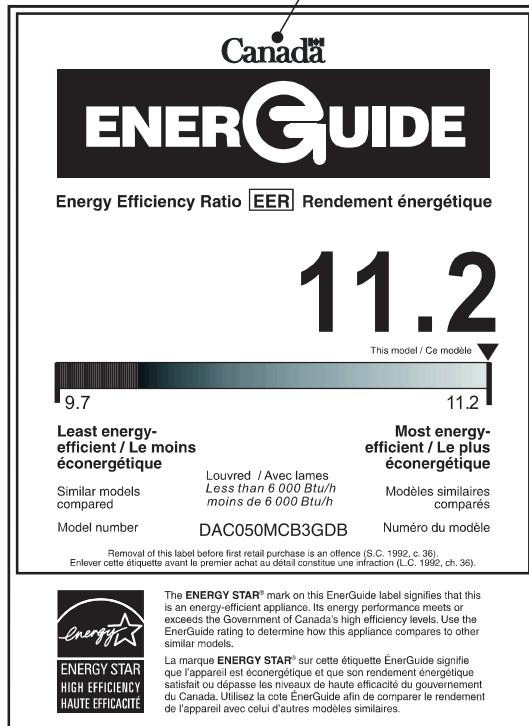 Canada
ENERGUIDE
Energy Efficiency Ratio EER Rendement énergétique
11.2
This model / Ce modèle
9.7 11.2
Least energy-
efficient / Le moins
éconergétique
Most energy-
efficient / Le plus
éconergétique
Similar models
compared
Louvred / Avec lames
Less than 6 000 Btu/h
moins de 6 000 Btu/h
Modèles similaires
comparés
Model number DAC050MCB3GDB Numéro du modèle
Removal of this label before first retail purchase is an offence (S.C. 1992, c. 36).
Enlever cette étiquette avant le premier achat au détail constitue une infraction (L.C. 1992, ch. 36).
energy
ENERGY STAR
HIGH EFFICIENCY
HAUTE EFFICACITÉ
The ENERGY STAR® mark on this EnerGuide label signifies that this
is an energy-efficient appliance. Its energy performance meets or
exceeds the Government of Canada's high efficiency levels. Use the
EnerGuide rating to determine how this appliance compares to other
similar models.
La marque ENERGY STAR® sur cette étiquette ÉnerGuide signifie
que l'appareil est éconergétique et que son rendement énergétique
satisfait ou dépasse les niveaux de haute efficacité du gouvernement
du Canada. Utilisez la cote ÉnerGuide afin de comparer le rendement
de l'appareil avec celui d'autres modèles similaires.